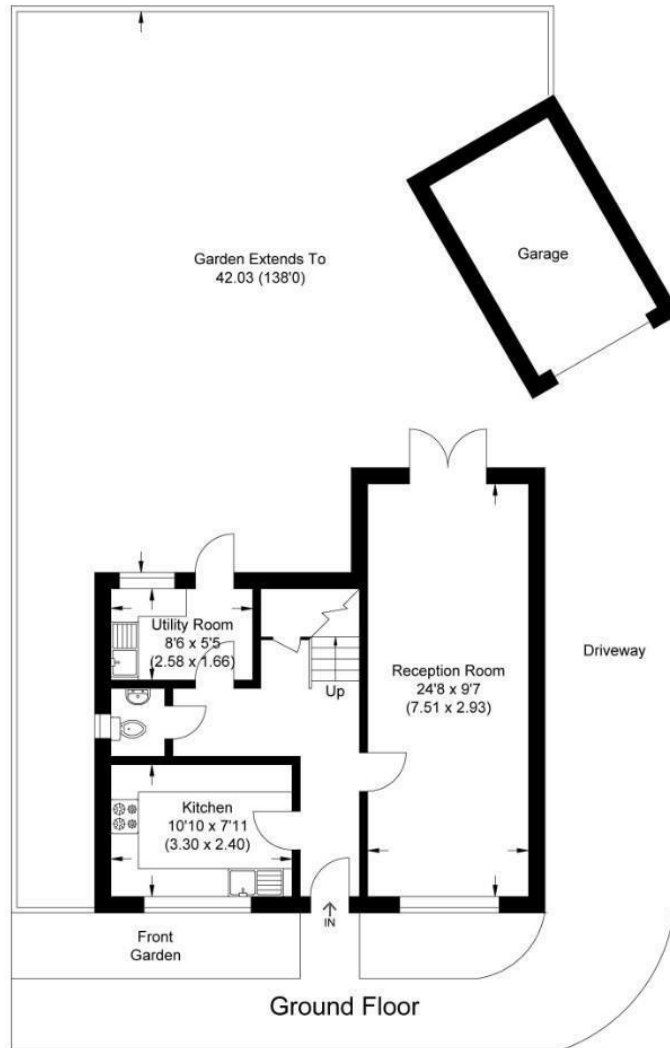 Garden Extends To
42.03 (138'0)
Garage
Utility Room
8'6 x 5'5
(2.58 x 1.66)
Up
Reception Room
24'8 x 9'7
(7.51 x 2.93)
Driveway
Kitchen
10'10 x 7'11
(3.30 x 2.40)
IN
Front
Garden
Ground Floor